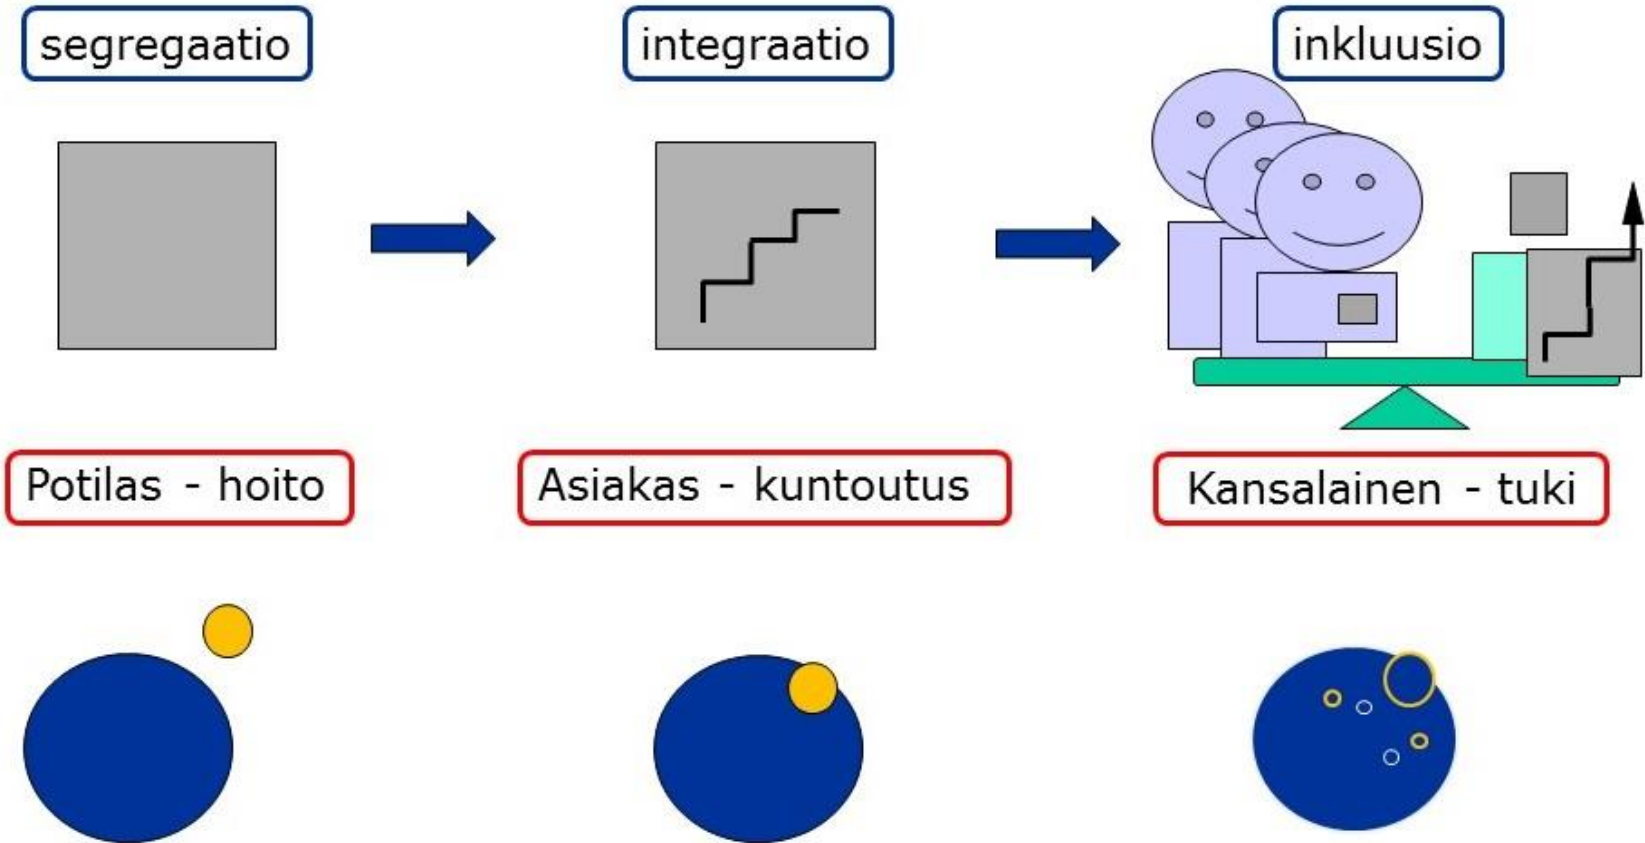 segregaatio
integraatio
inkluusio
Potilas - hoito
Asiakas - kuntoutus
Kansalainen - tuki